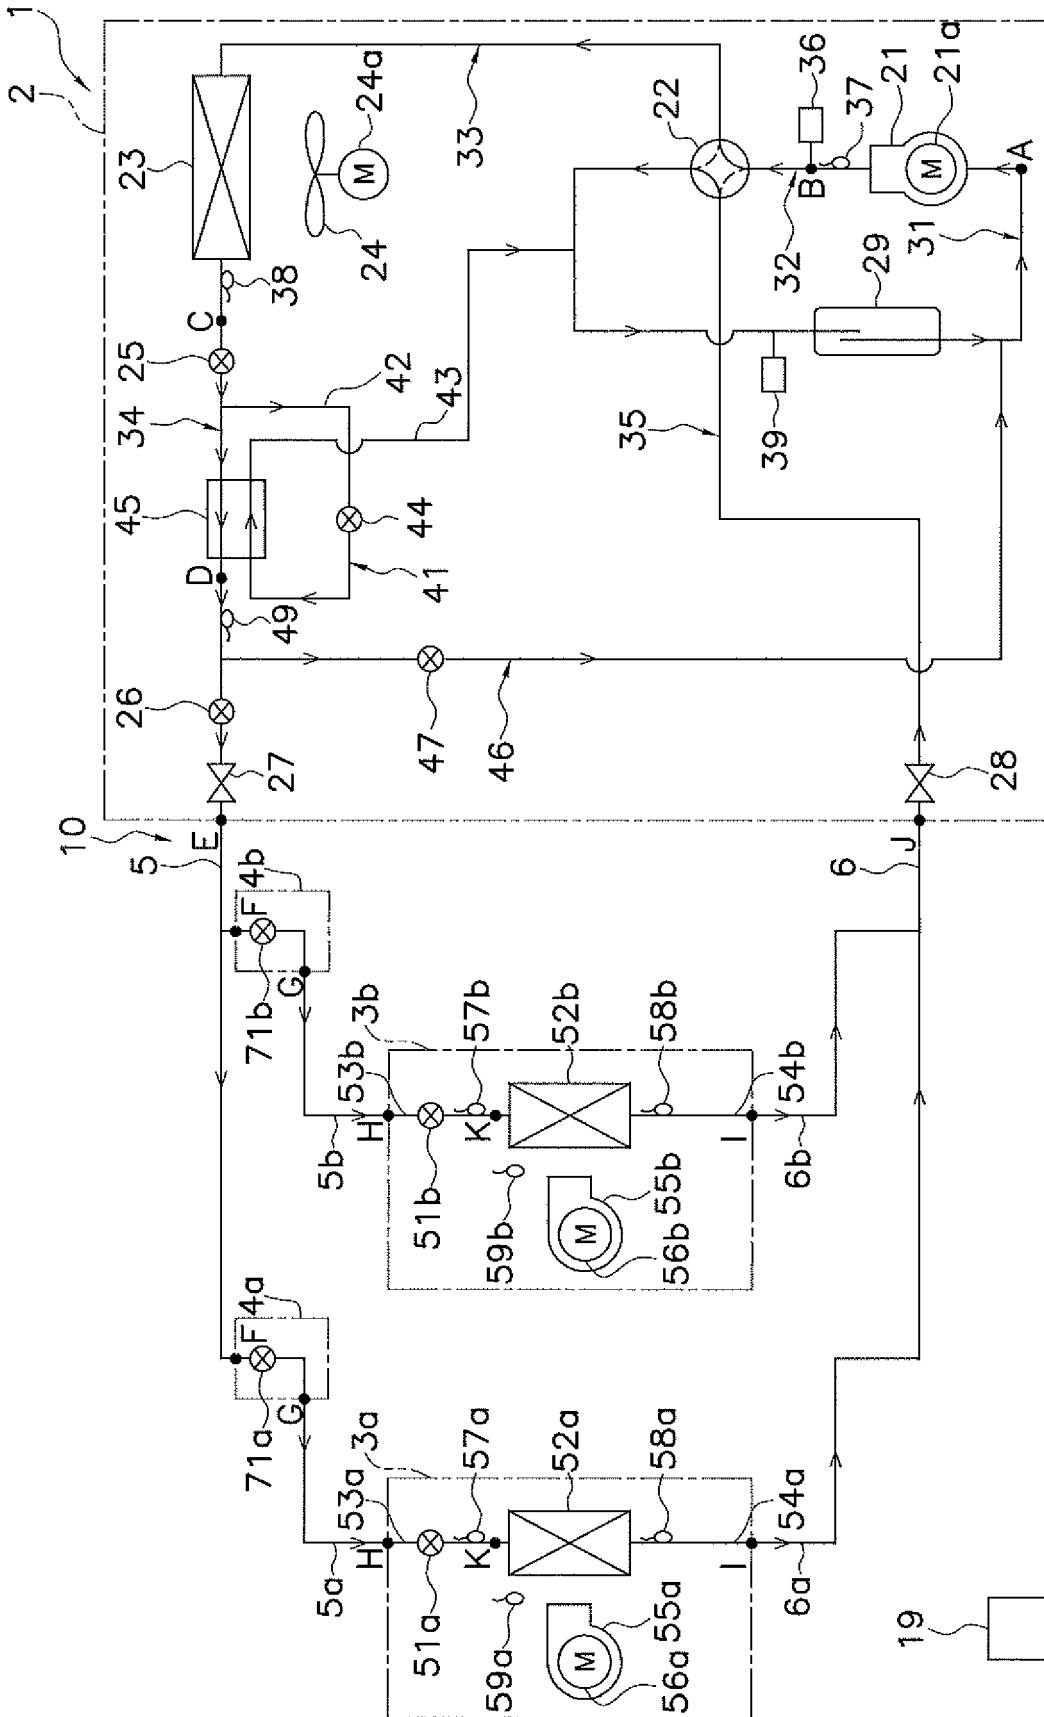 1
2
10
23
24a
M
24
38
C
25
34
42
43
45
44
41
D
49
26
47
46
27
E
5
33
22
36
37
21
21a
M
A
B
32
31
29
39
35
28
J
6
4b
F
71b
G
5b
3b
53b
H
57b
51b
K
52b
58b
59b
M
55b
56b
54b
I
6b
4a
F
71a
G
5a
3a
53a
H
57a
51a
K
52a
58a
59a
M
55a
56a
54a
I
6a
19